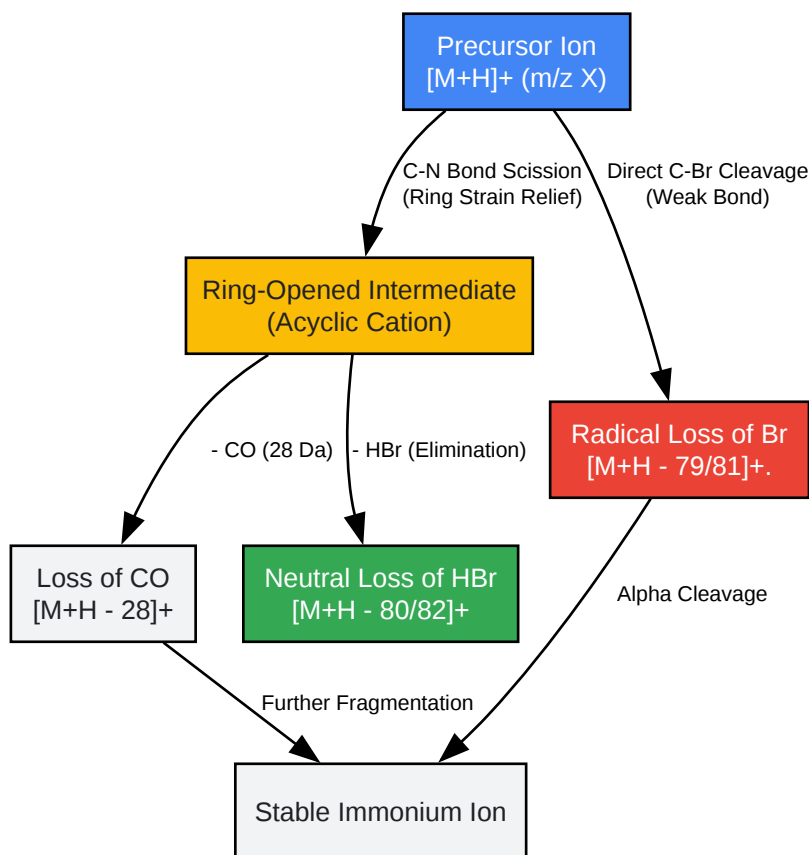 Precursor Ion
[M+H]+ (m/z X)
C-N Bond Scission
(Ring Strain Relief)
Direct C-Br Cleavage
(Weak Bond)
Ring-Opened Intermediate
(Acyclic Cation)
Radical Loss of Br
[M+H - 79/81]+.
- CO (28 Da)
- HBr (Elimination)
Loss of CO
[M+H - 28]+
Neutral Loss of HBr
[M+H - 80/82]+
Alpha Cleavage
Further Fragmentation
Stable Immonium Ion